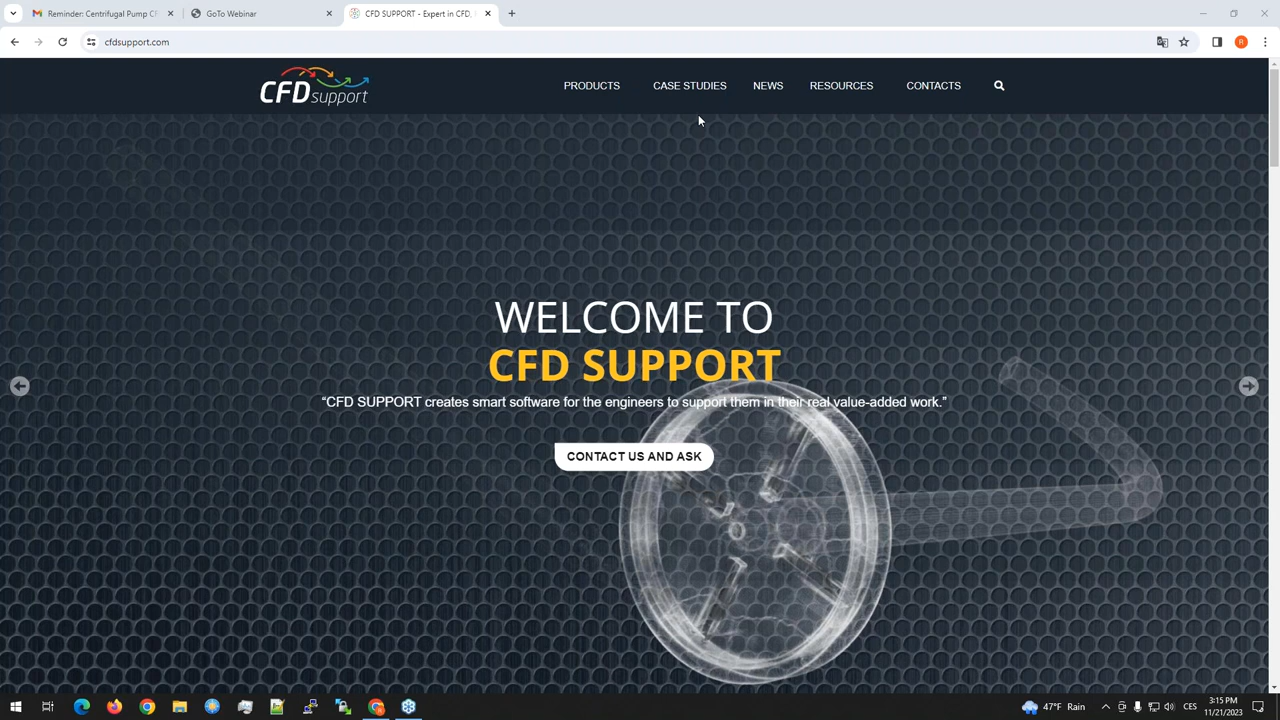 Reminder: Centrifugal Pump CF
GoTo Webinar
CFD SUPPORT - Expert in CFD,
cfdsupport.com
R
CFDsupport
PRODUCTS
CASE STUDIES
NEWS
RESOURCES
CONTACTS
WELCOME TO
CFD SUPPORT
“CFD SUPPORT creates smart software for the engineers to support them in their real value-added work.”
CONTACT US AND ASK
47°F Rain
CES
3:15 PM
11/21/2023